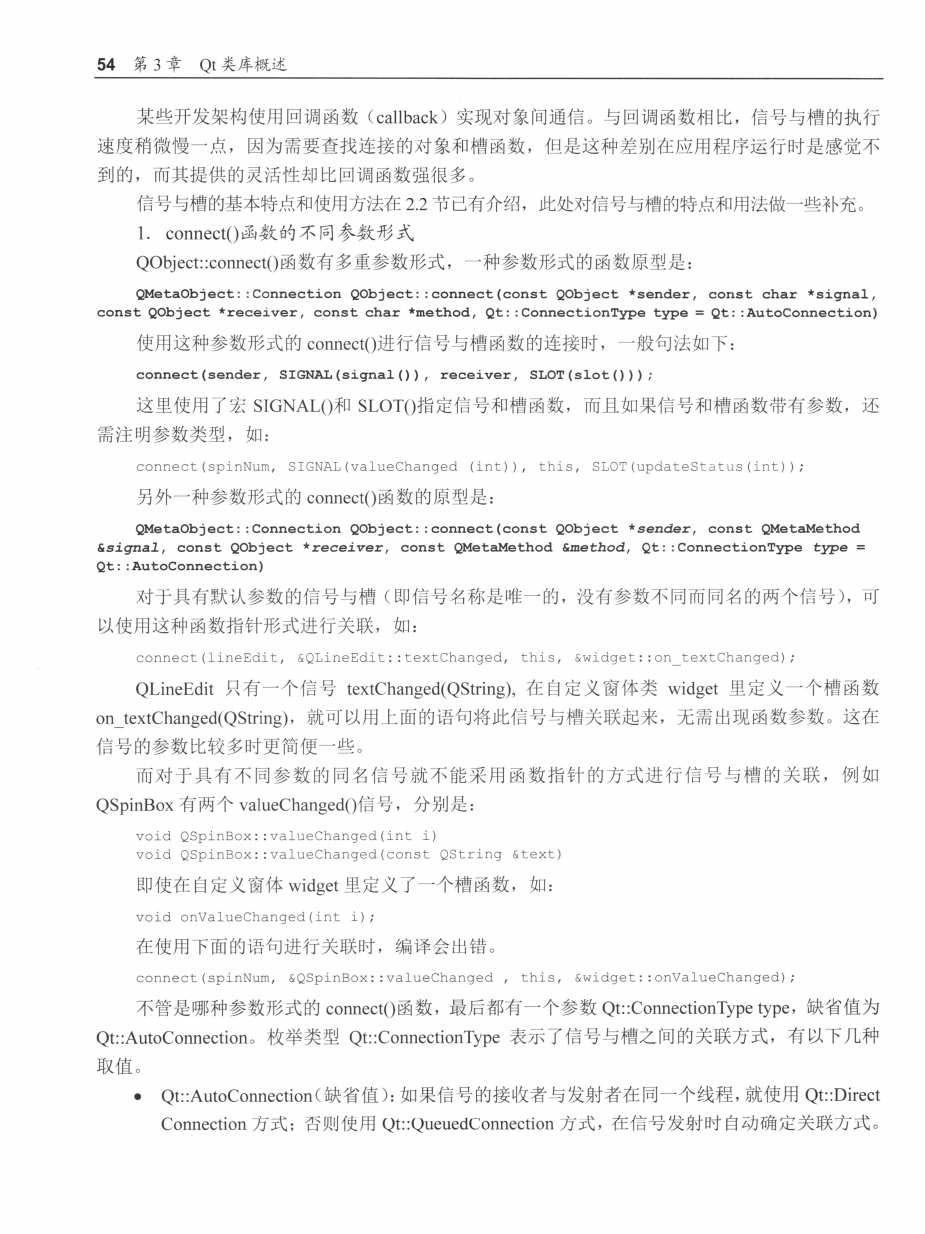 54 第 3 章 Qt 类库概述
某些开发架构使用回调函数（callback）实现对象间通信。与回调函数相比，信号与槽的执行
速度稍微慢一点，因为需要查找连接的对象和槽函数，但是这种差别在应用程序运行时是感觉不
到的，而其提供的灵活性却比回调函数强很多。
信号与槽的基本特点和使用方法在 2.2 节已有介绍，此处对信号与槽的特点和用法做一些补充。
1．connect()函数的不同参数形式
QObject::connect()函数有多重参数形式，一种参数形式的函数原型是：
QMetaObject::Connection QObject::connect(const QObject *sender, const char *signal,
const QObject *receiver, const char *method, Qt::ConnectionType type = Qt::AutoConnection)
使用这种参数形式的 connect()进行信号与槽函数的连接时，一般句法如下：
connect(sender, SIGNAL(signal()), receiver, SLOT(slot()));
这里使用了宏 SIGNAL()和 SLOT()指定信号和槽函数，而且如果信号和槽函数带有参数，还
需注明参数类型，如：
connect(spinNum, SIGNAL(valueChanged (int)), this, SLOT(updateStatus(int));
另外一种参数形式的 connect()函数的原型是：
QMetaObject::Connection QObject::connect(const QObject *sender, const QMetaMethod
&signal, const QObject *receiver, const QMetaMethod &method, Qt::ConnectionType type =
Qt::AutoConnection)
对于具有默认参数的信号与槽（即信号名称是唯一的，没有参数不同而同名的两个信号），可
以使用这种函数指针形式进行关联，如：
connect(lineEdit, &QLineEdit::textChanged, this, &widget::on_textChanged);
QLineEdit 只有一个信号 textChanged(QString), 在自定义窗体类 widget 里定义一个槽函数
on_textChanged(QString)，就可以用上面的语句将此信号与槽关联起来，无需出现函数参数。这在
信号的参数比较多时更简便一些。
而对于具有不同参数的同名信号就不能采用函数指针的方式进行信号与槽的关联，例如
QSpinBox 有两个 valueChanged()信号，分别是：
void QSpinBox::valueChanged(int i)
void QSpinBox::valueChanged(const QString &text)
即使在自定义窗体 widget 里定义了一个槽函数，如：
void onValueChanged(int i);
在使用下面的语句进行关联时，编译会出错。
connect(spinNum, &QSpinBox::valueChanged , this, &widget::onValueChanged);
不管是哪种参数形式的 connect()函数，最后都有一个参数 Qt::ConnectionType type，缺省值为
Qt::AutoConnection。枚举类型 Qt::ConnectionType 表示了信号与槽之间的关联方式，有以下几种
取值。
● Qt::AutoConnection（缺省值）：如果信号的接收者与发射者在同一个线程，就使用 Qt::Direct
Connection 方式；否则使用 Qt::QueuedConnection 方式，在信号发射时自动确定关联方式。